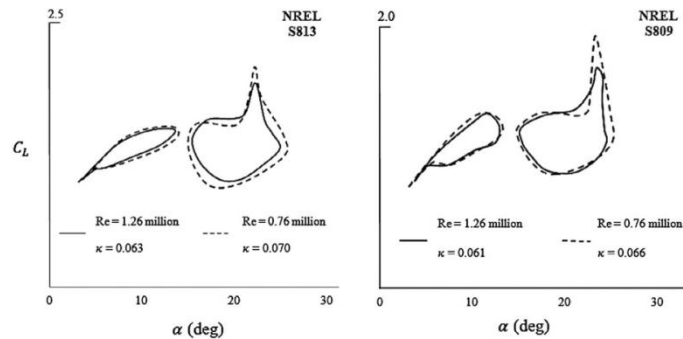 2.5
NREL
S813
C_L
Re = 1.26 million
Re = 0.76 million
κ = 0.063
κ = 0.070
0
10
20
30
α (deg)
2.0
NREL
S809
Re = 1.26 million
Re = 0.76 million
κ = 0.061
κ = 0.066
0
0
10
20
30
α (deg)